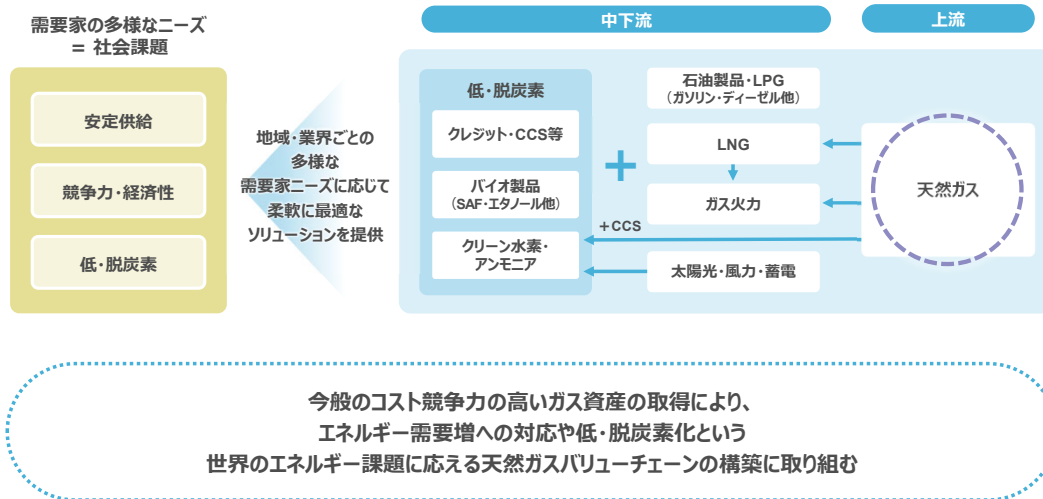 需要家の多様なニーズ
= 社会課題
安定供給
競争力・経済性
低・脱炭素
地域・業界ごとの
多様な
需要家ニーズに応じて
柔軟に最適な
ソリューションを提供
中下流
上流
低・脱炭素
クレジット・CCS等
バイオ製品
（SAF・エタノール他）
クリーン水素・
アンモニア
+
石油製品・LPG
（ガソリン・ディーゼル他）
LNG
ガス火力
＋CCS
太陽光・風力・蓄電
天然ガス
今般のコスト競争力の高いガス資産の取得により、
エネルギー需要増への対応や低・脱炭素化という
世界のエネルギー課題に応える天然ガスバリューチェーンの構築に取り組む